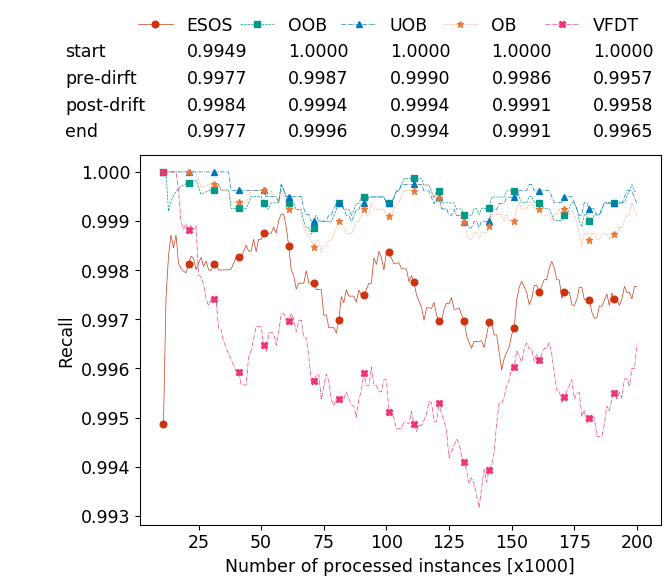 ESOS OOB UOB OB VFDT
start 0.9949 1.0000 1.0000 1.0000 1.0000
pre-dirft 0.9977 0.9987 0.9990 0.9986 0.9957
post-drift 0.9984 0.9994 0.9994 0.9991 0.9958
end 0.9977 0.9996 0.9994 0.9991 0.9965
1.000
0.999
0.998
0.997
0.996
0.995
0.994
0.993
Recall
25 50 75 100 125 150 175 200
Number of processed instances [x1000]